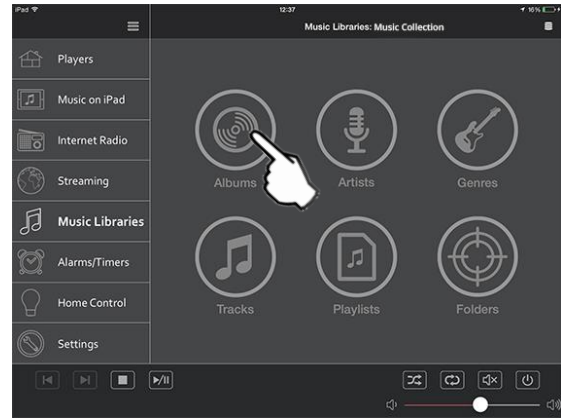 iPad 12:37 16%
Music Libraries: Music Collection
Players
Music on iPad
Internet Radio
Streaming
Music Libraries
Alarms/Timers
Home Control
Settings
Albums Artists Genres
Tracks Playlists Folders